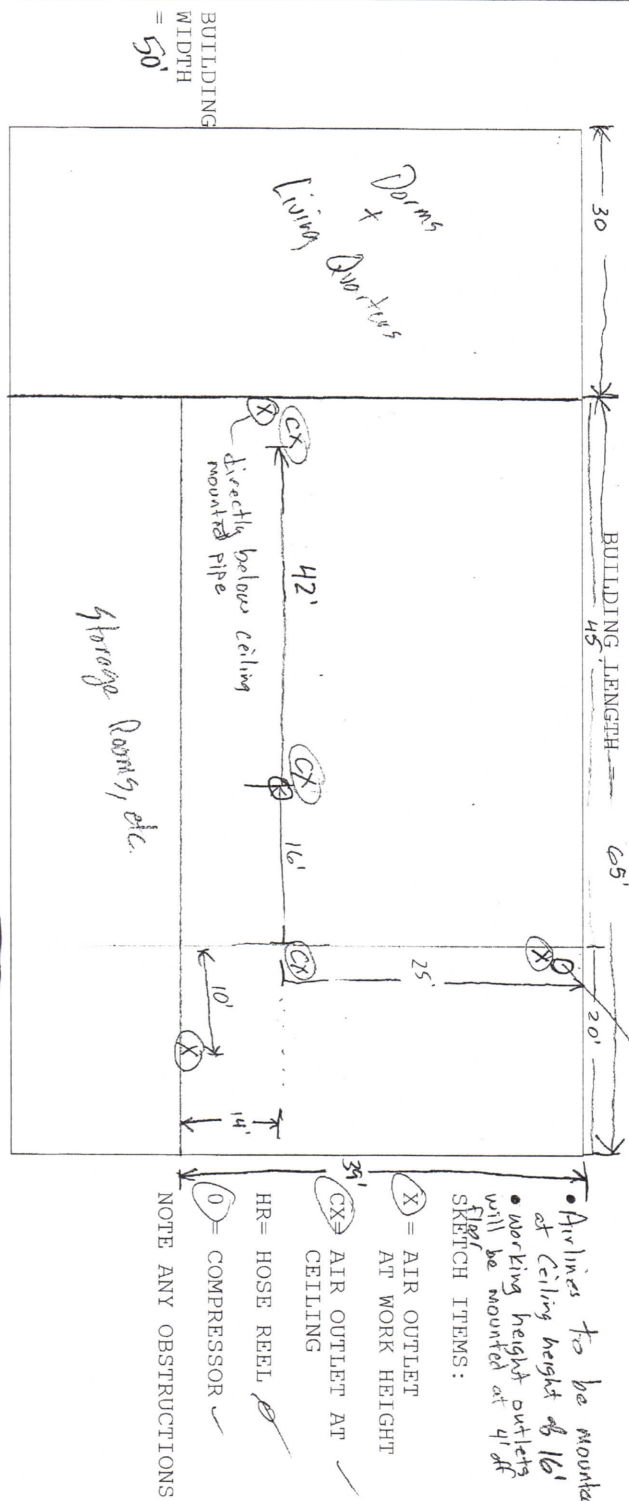 BUILDING
WIDTH
= 50'
30
BUILDING LENGTH =
65'
45'
20'
Dorms
+
Living Quarters
X
CX
directly below ceiling
mounted pipe
42'
CX
16'
CX
25'
X
10'
X
14'
39'
Storage Rooms, etc.
• Airlines to be mounte
at Ceiling height of 16'
• working height outlets
will be mounted at 4' off
floor
SKETCH ITEMS:
X = AIR OUTLET
AT WORK HEIGHT
CX= AIR OUTLET AT
CEILING
HR= HOSE REEL
O = COMPRESSOR
NOTE ANY OBSTRUCTIONS